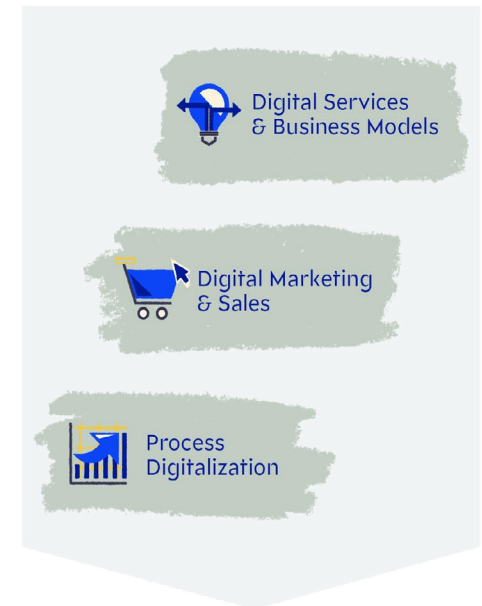 Digital Services
& Business Models
Digital Marketing
& Sales
Process
Digitalization